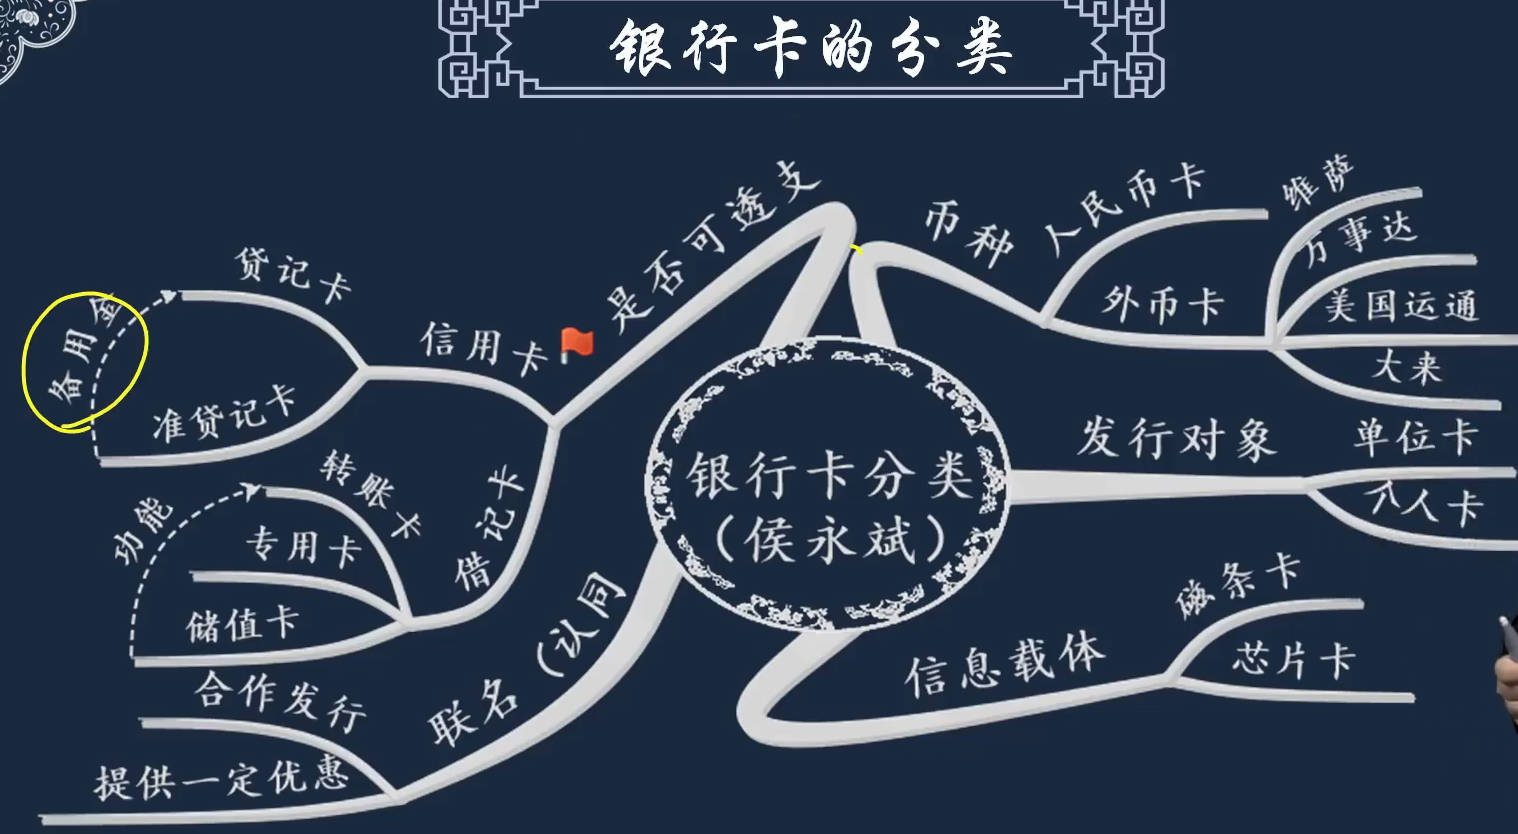 银行卡的分类
银行卡分类
（侯永斌）
是否可透支
信用卡
贷记卡
备用金
准贷记卡
借记卡
转账卡
专用卡
储值卡
功能
联名（认同
合作发行
提供一定优惠
币种
人民币卡
外币卡
维萨
万事达
美国运通
大来
发行对象
单位卡
个人卡
信息载体
磁条卡
芯片卡